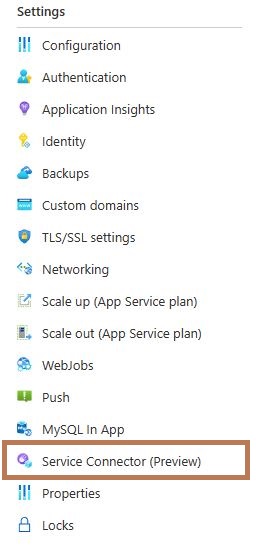 Settings
Configuration
Authentication
Application Insights
Identity
Backups
Custom domains
TLS/SSL settings
Networking
Scale up (App Service plan)
Scale out (App Service plan)
WebJobs
Push
MySQL In App
Service Connector (Preview)
Properties
Locks